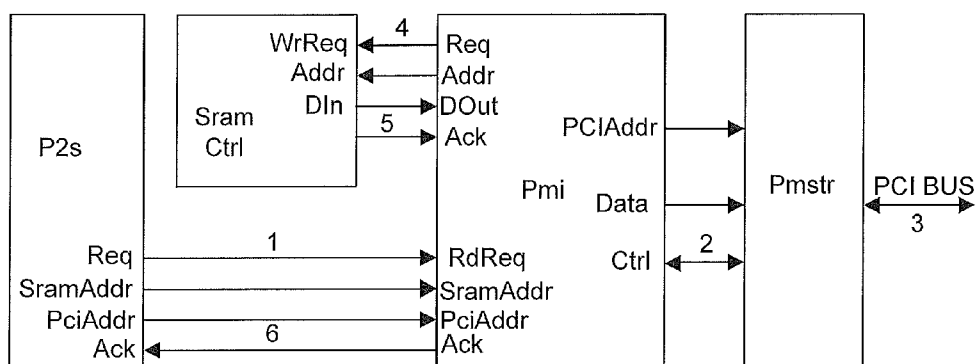 WrReq 4 Req
Addr Addr
DIn DOut
Sram 5 Ack
Ctrl
P2s
PCIAddr
Pmi
Pmstr
PCI BUS
Data
3
Req 1 RdReq
Ctrl 2
SramAddr SramAddr
PciAddr PciAddr
Ack 6 Ack